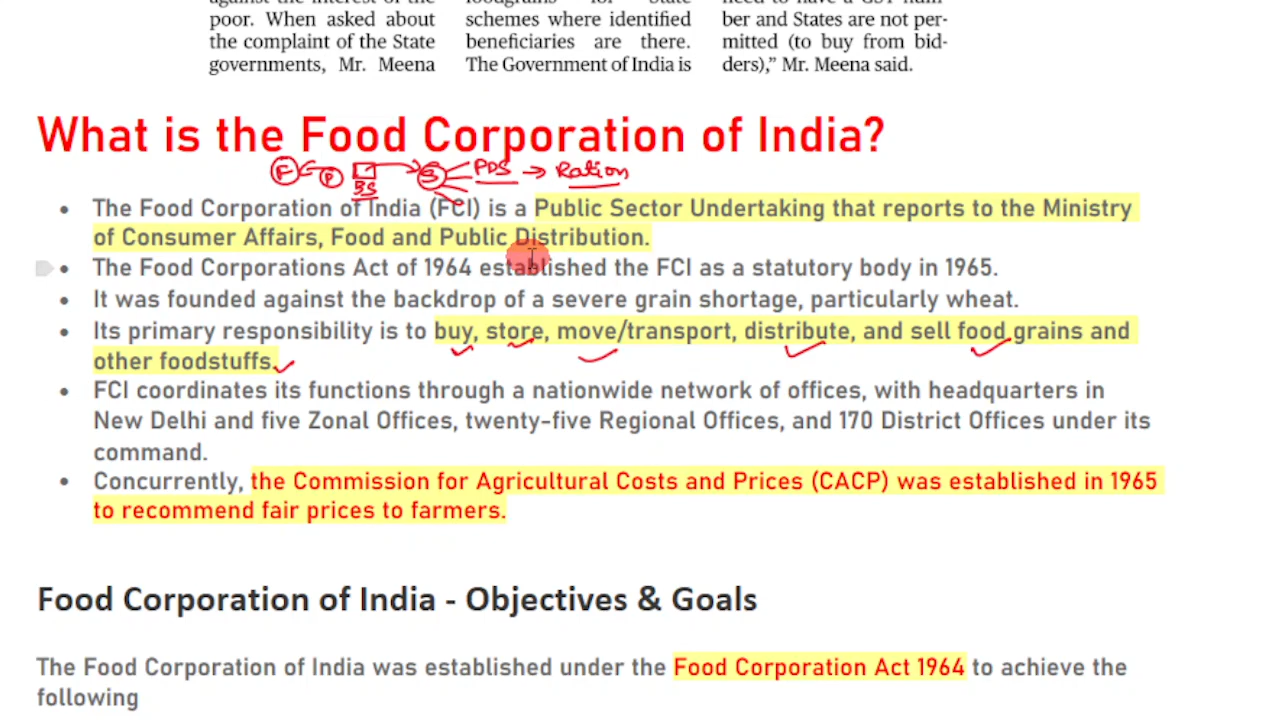 against the interest of the
poor. When asked about
the complaint of the State
governments, Mr. Meena
foodgrains for State
schemes where identified
beneficiaries are there.
The Government of India is
need to have a GST num-
ber and States are not per-
mitted (to buy from bid-
ders),” Mr. Meena said.
What is the Food Corporation of India?
F P BS S PDS → Ration
• The Food Corporation of India (FCI) is a Public Sector Undertaking that reports to the Ministry
of Consumer Affairs, Food and Public Distribution.
• The Food Corporations Act of 1964 established the FCI as a statutory body in 1965.
• It was founded against the backdrop of a severe grain shortage, particularly wheat.
• Its primary responsibility is to buy, store, move/transport, distribute, and sell food grains and
other foodstuffs.
• FCI coordinates its functions through a nationwide network of offices, with headquarters in
New Delhi and five Zonal Offices, twenty-five Regional Offices, and 170 District Offices under its
command.
• Concurrently, the Commission for Agricultural Costs and Prices (CACP) was established in 1965
to recommend fair prices to farmers.
Food Corporation of India - Objectives & Goals
The Food Corporation of India was established under the Food Corporation Act 1964 to achieve the
following